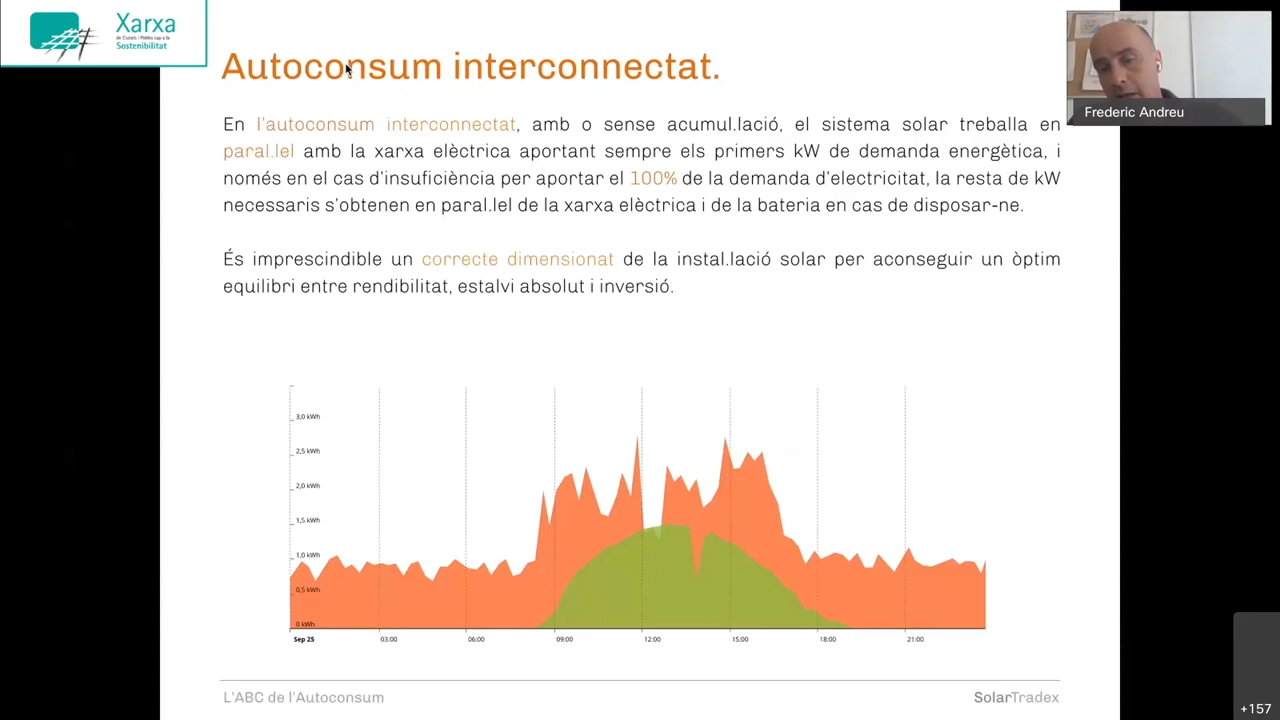 Xarxa
de Ciutats i Pobles cap a la
Sostenibilitat
Autoconsum interconnectat.
Frederic Andreu
En l'autoconsum interconnectat, amb o sense acumul.lació, el sistema solar treballa en
paral.lel amb la xarxa elèctrica aportant sempre els primers kW de demanda energètica, i
només en el cas d'insuficiència per aportar el 100% de la demanda d'electricitat, la resta de kW
necessaris s'obtenen en paral.lel de la xarxa elèctrica i de la bateria en cas de disposar-ne.
És imprescindible un correcte dimensionat de la instal.lació solar per aconseguir un òptim
equilibri entre rendibilitat, estalvi absolut i inversió.
3,0 kWh
2,5 kWh
2,0 kWh
1,5 kWh
1,0 kWh
0,5 kWh
0 kWh
Sep 25 03:00 06:00 09:00 12:00 15:00 18:00 21:00
L'ABC de l'Autoconsum
SolarTradex
+157